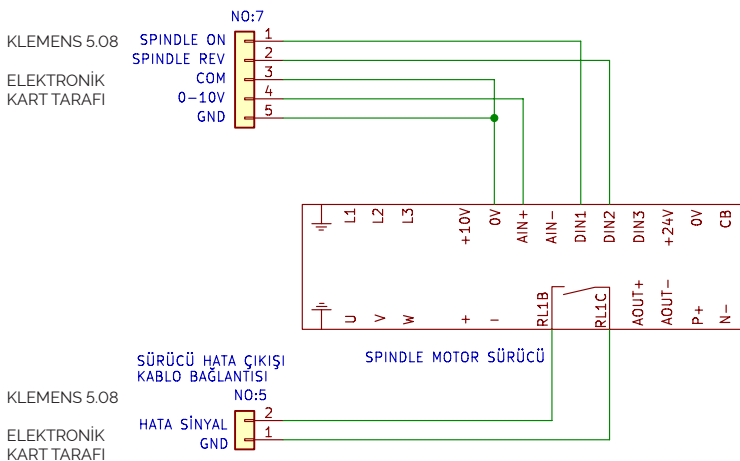 NO:7
KLEMENS 5.08
ELEKTRONİK
KART TARAFI
SPINDLE ON 1
SPINDLE REV 2
COM 3
0-10V 4
GND 5
L1 L2 L3 +10V 0V AIN+ AIN- DIN1 DIN2 DIN3 +24V 0V CB
U V W + - RL1B RL1C AOUT+ AOUT- P+ N-
SPINDLE MOTOR SÜRÜCÜ
SÜRÜCÜ HATA ÇIKIŞI
KABLO BAĞLANTISI
NO:5
KLEMENS 5.08
ELEKTRONİK
KART TARAFI
HATA SİNYAL 2
GND 1